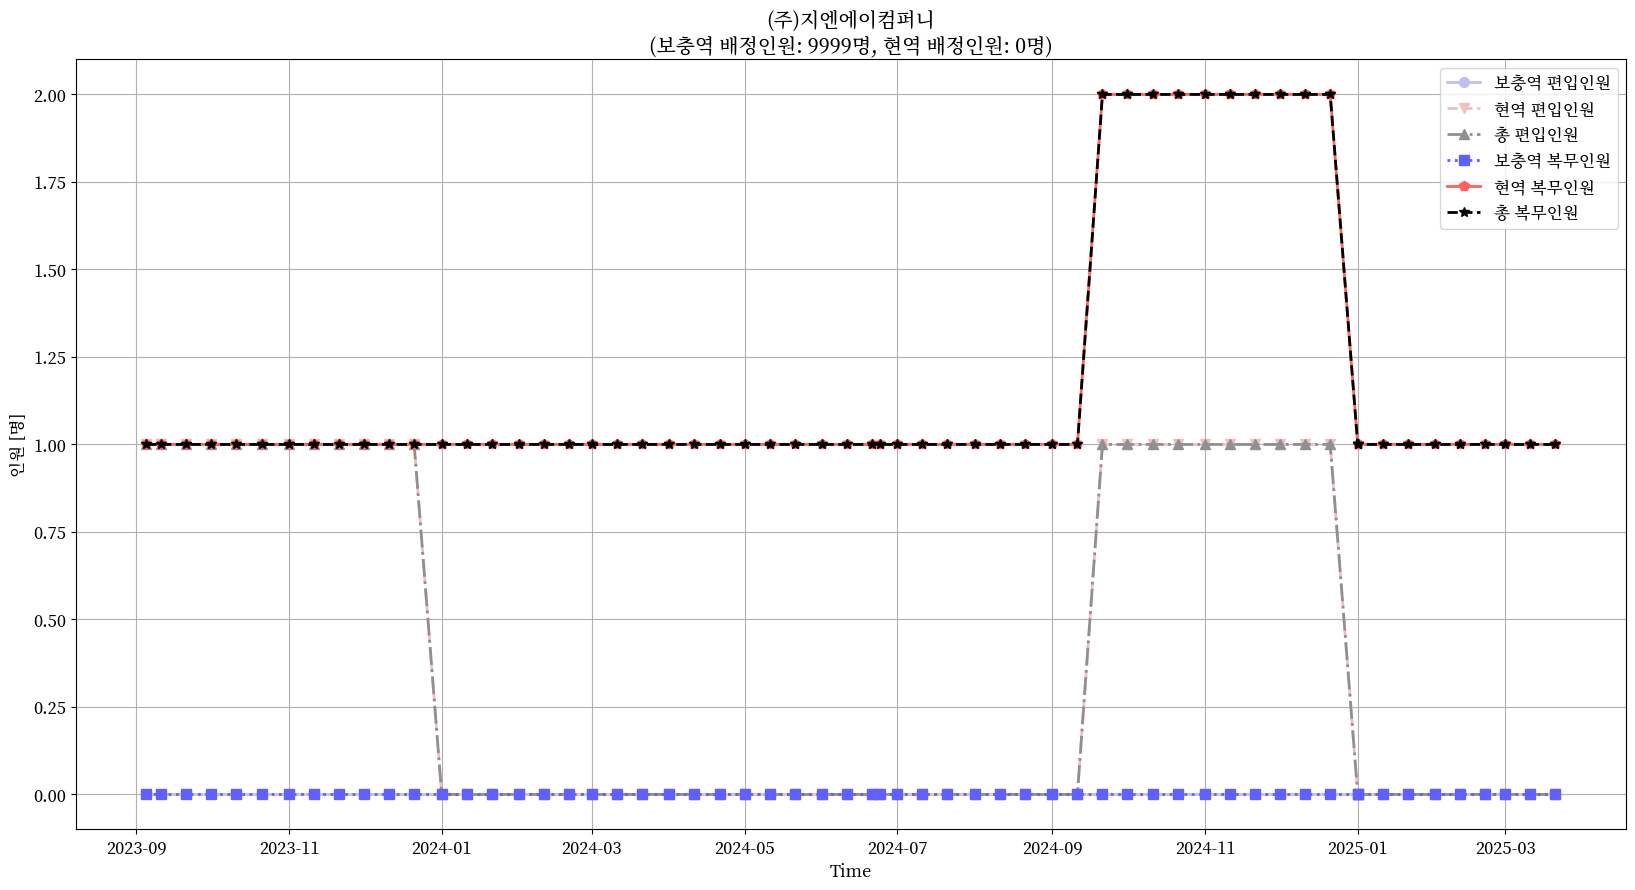 (주)지엔에이컴퍼니
(보충역 배정인원: 9999명, 현역 배정인원: 0명)
보충역 편입인원
현역 편입인원
총 편입인원
보충역 복무인원
현역 복무인원
총 복무인원
인원 [명]
2.00
1.75
1.50
1.25
1.00
0.75
0.50
0.25
0.00
2023-09 2023-11 2024-01 2024-03 2024-05 2024-07 2024-09 2024-11 2025-01 2025-03
Time